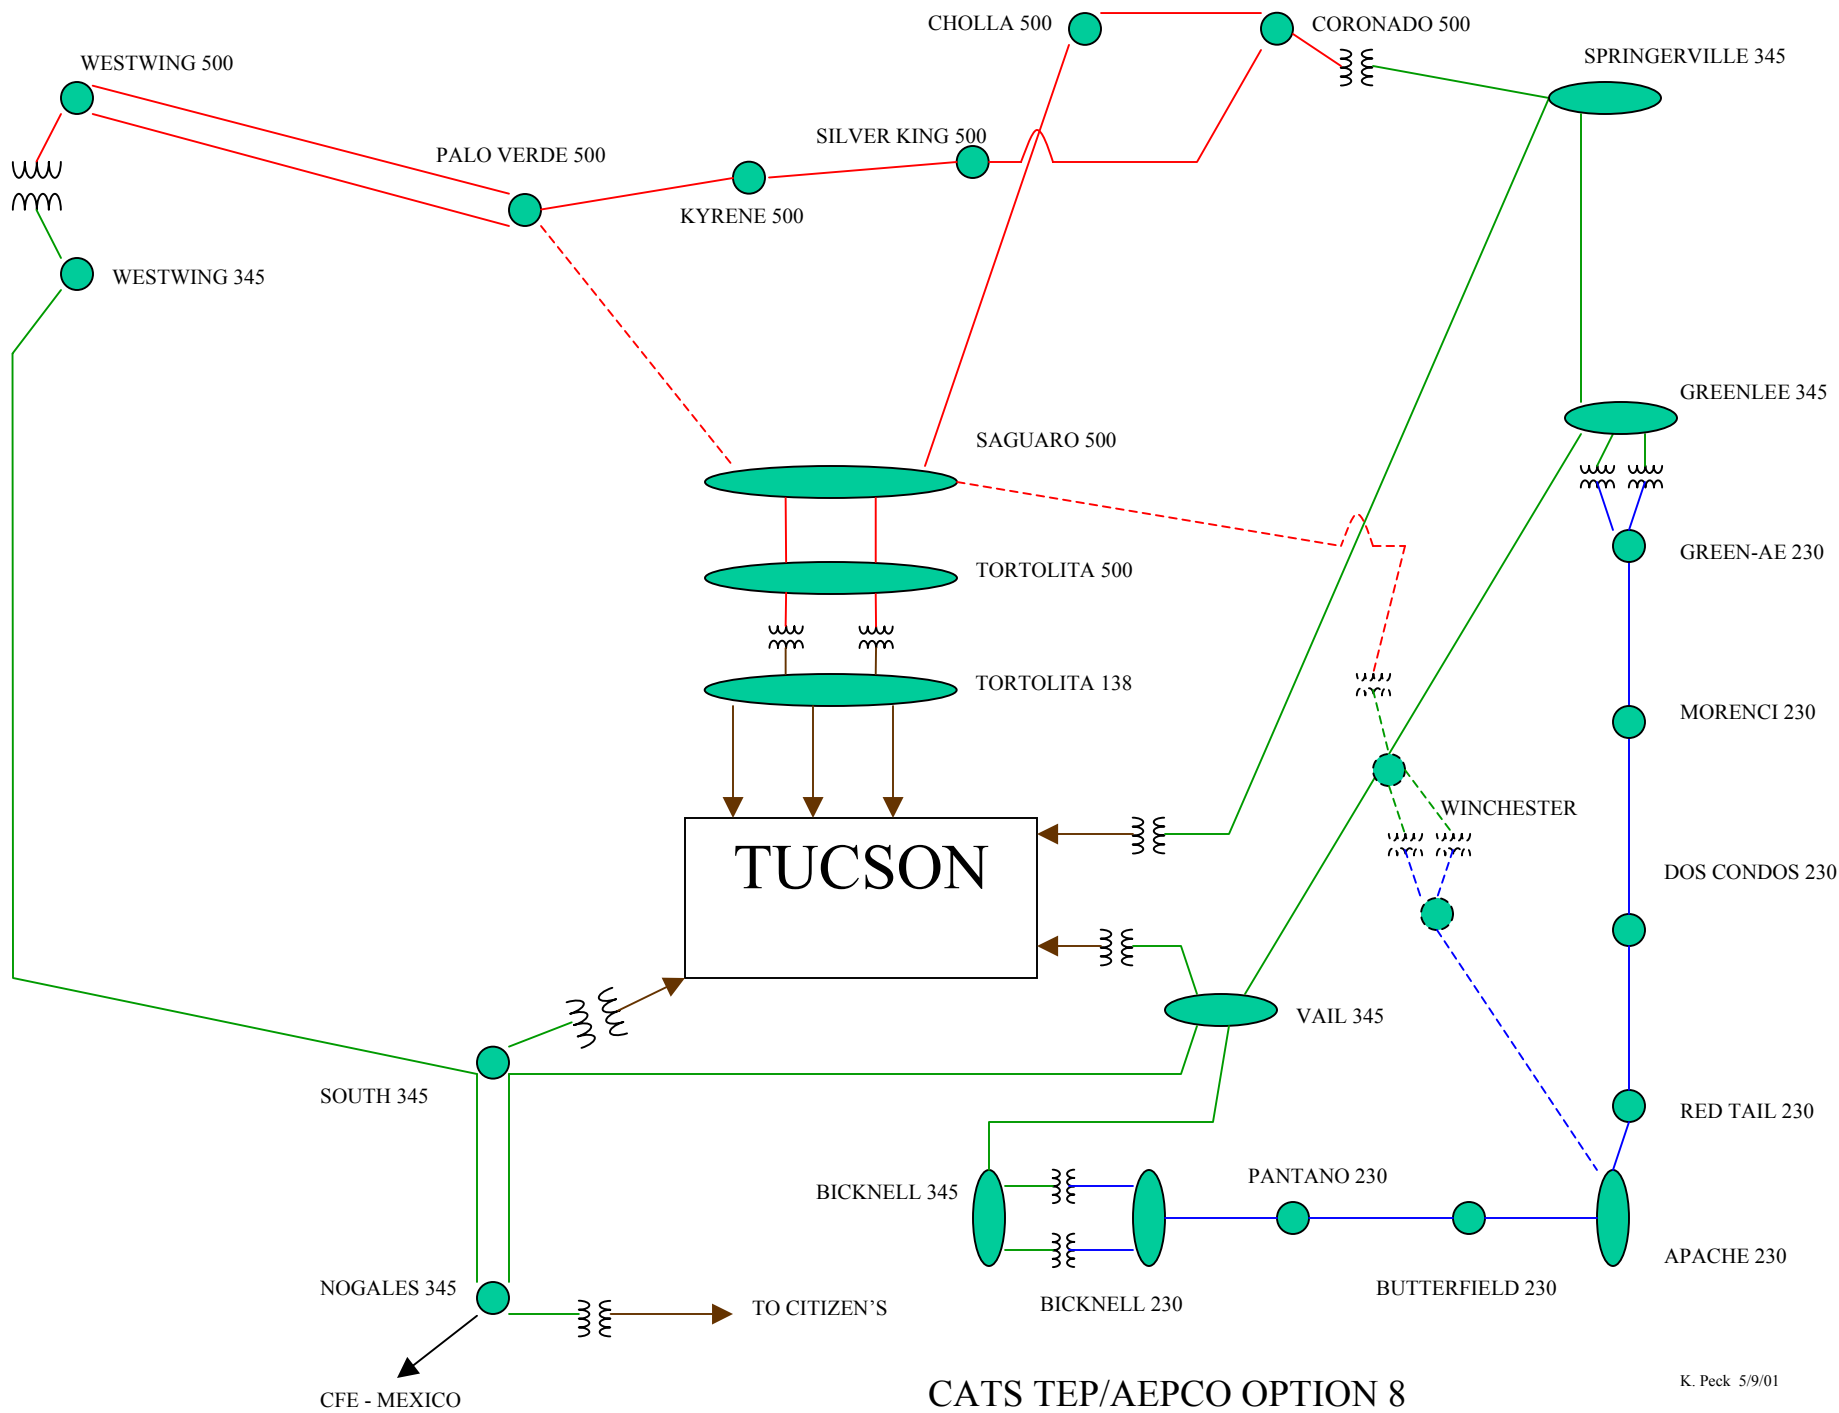 CHOLLA 500
CORONADO 500
SPRINGERVILLE 345
WESTWING 500
SILVER KING 500
PALO VERDE 500
KYRENE 500
WESTWING 345
GREENLEE 345
SAGUARO 500
GREEN-AE 230
TORTOLITA 500
TORTOLITA 138
MORENCI 230
WINCHESTER
TUCSON
DOS CONDOS 230
VAIL 345
SOUTH 345
RED TAIL 230
PANTANO 230
BICKNELL 345
APACHE 230
NOGALES 345
BUTTERFIELD 230
BICKNELL 230
TO CITIZEN’S
CFE - MEXICO
CATS TEP/AEPCO OPTION 8
K. Peck 5/9/01